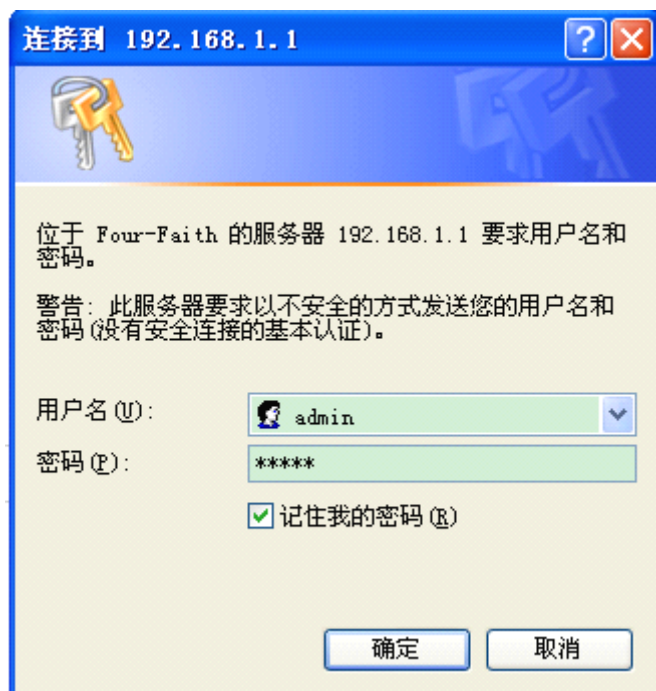 连接到 192.168.1.1
位于 Four-Faith 的服务器 192.168.1.1 要求用户名和
密码。
警告: 此服务器要求以不安全的方式发送您的用户名和
密码(没有安全连接的基本认证)。
用户名(U):
admin
密码(P):
*****
记住我的密码(R)
确定
取消